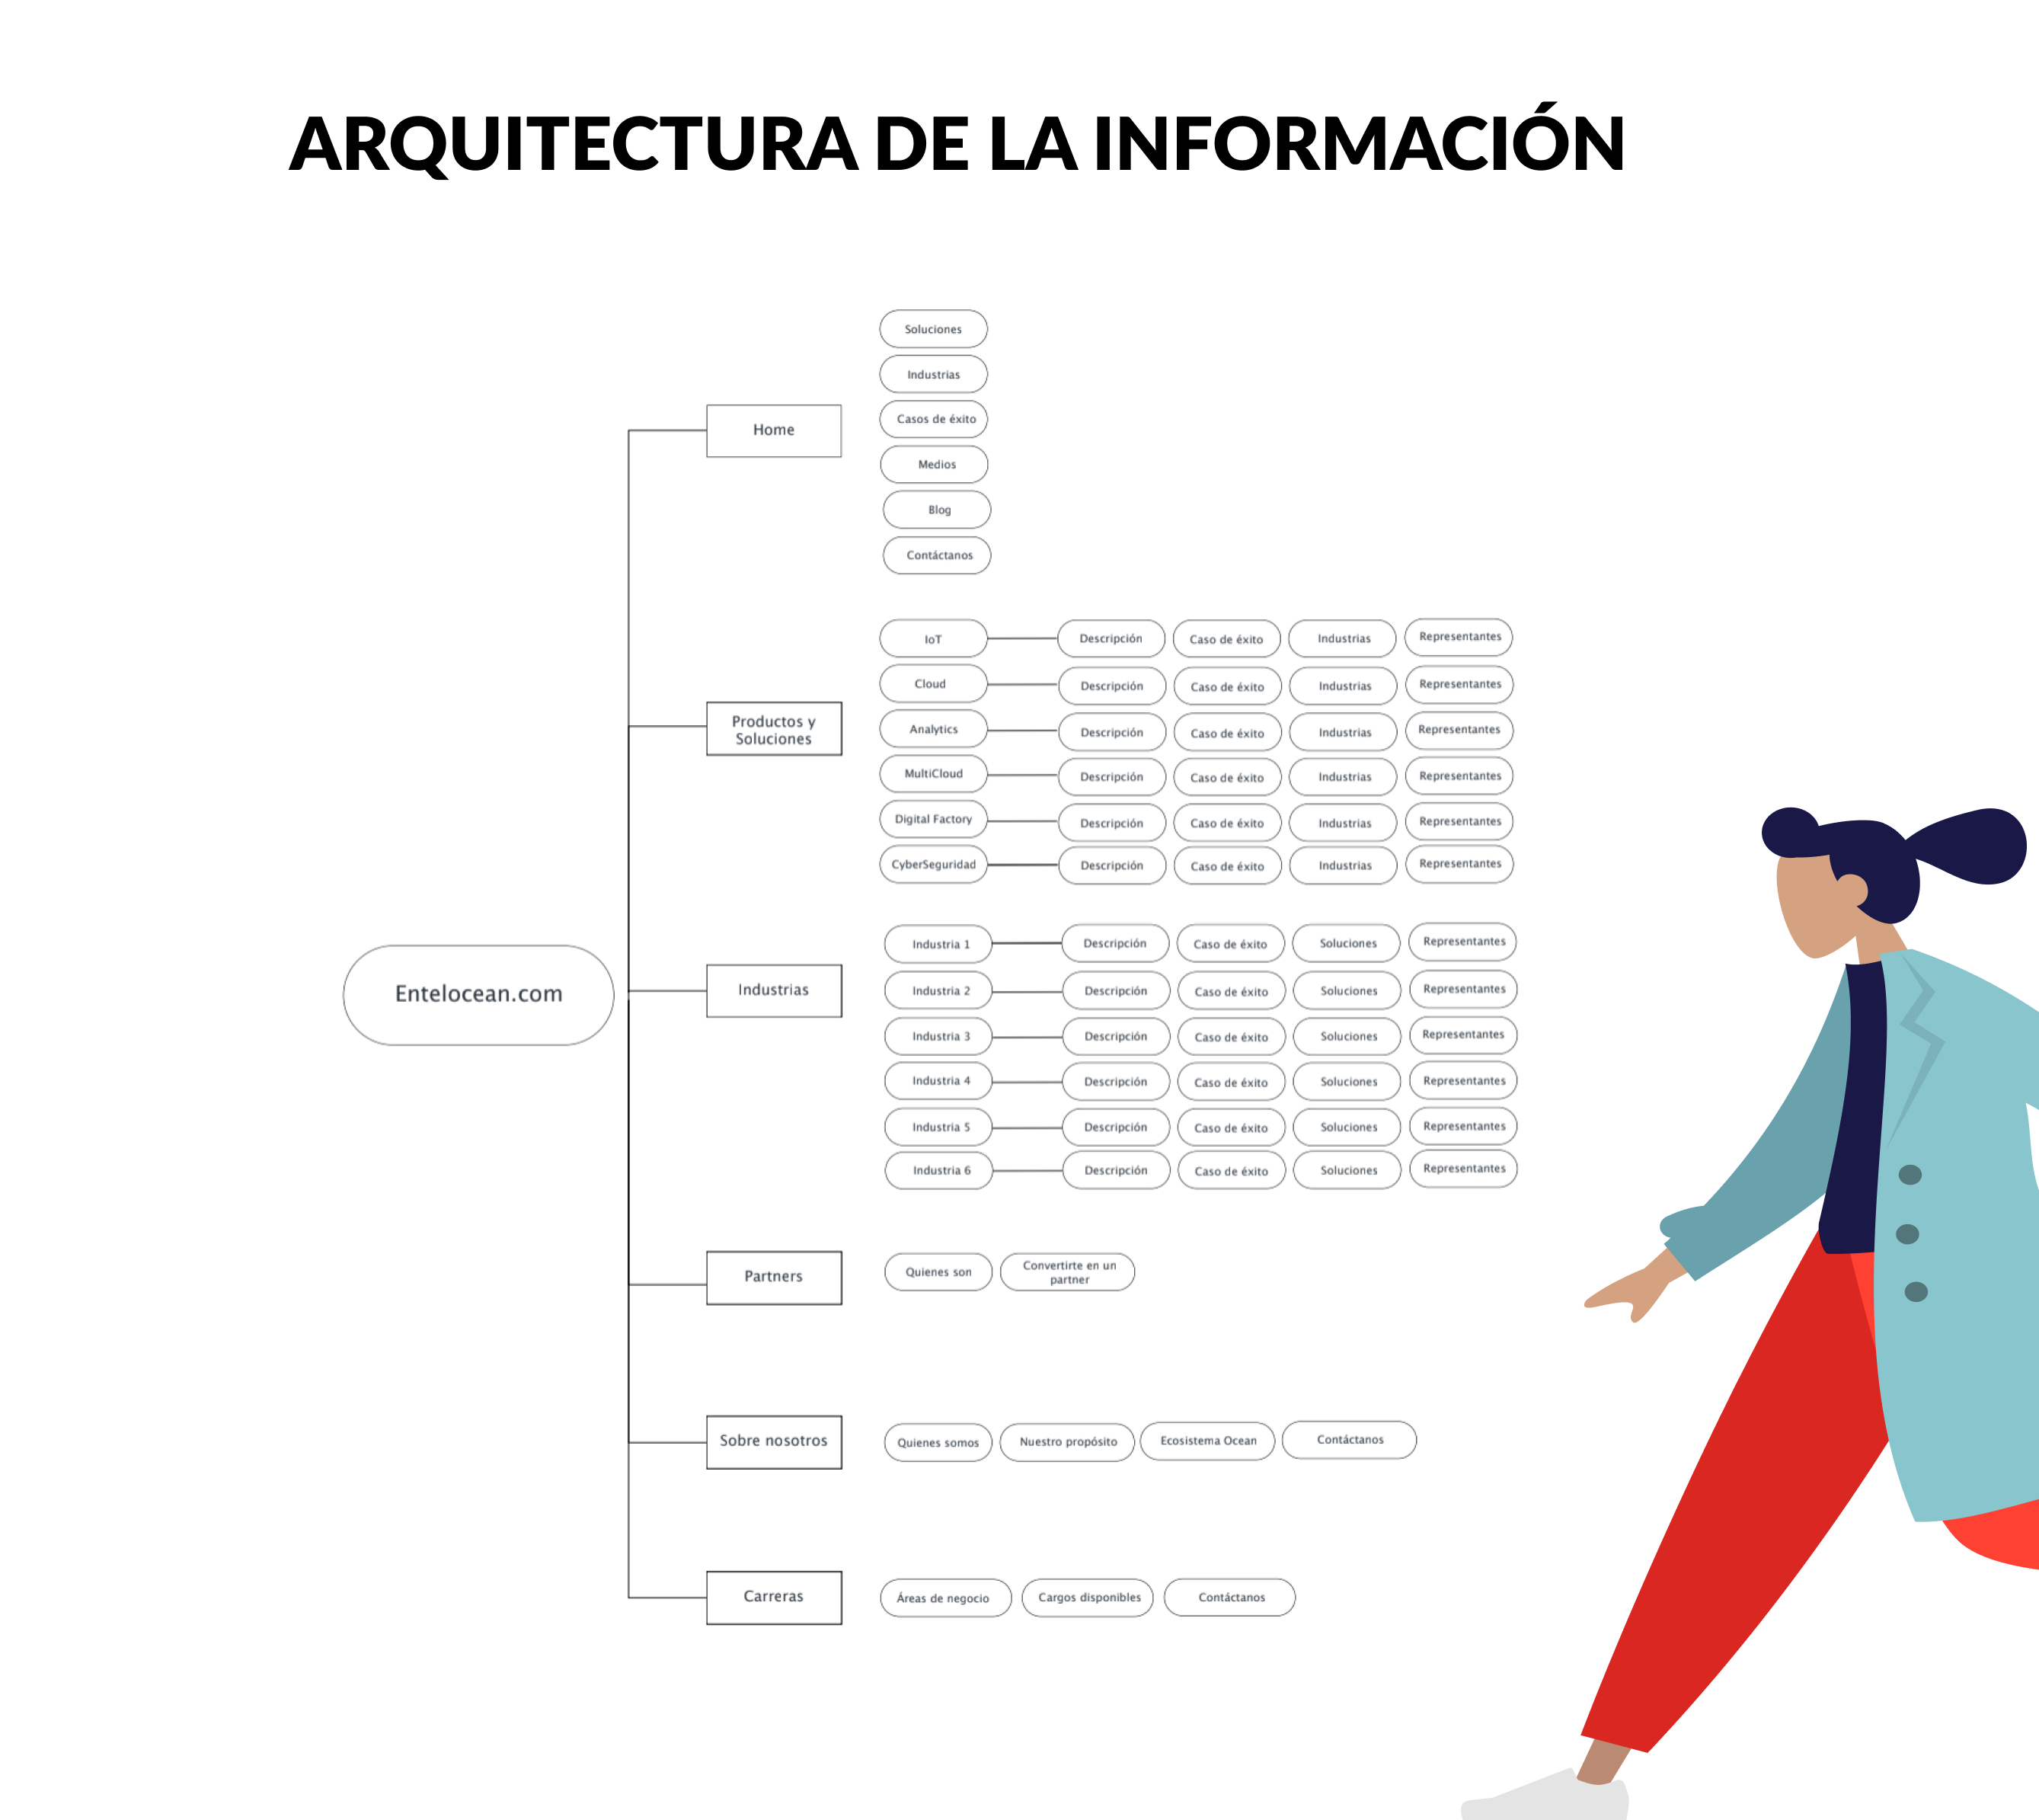 ARQUITECTURA DE LA INFORMACIÓN
Entelocean.com
Home
Soluciones
Industrias
Casos de éxito
Medios
Blog
Contáctanos
Productos y
Soluciones
IoT
Descripción
Caso de éxito
Industrias
Representantes
Cloud
Descripción
Caso de éxito
Industrias
Representantes
Analytics
Descripción
Caso de éxito
Industrias
Representantes
MultiCloud
Descripción
Caso de éxito
Industrias
Representantes
Digital Factory
Descripción
Caso de éxito
Industrias
Representantes
CyberSeguridad
Descripción
Caso de éxito
Industrias
Representantes
Industrias
Industria 1
Descripción
Caso de éxito
Soluciones
Representantes
Industria 2
Descripción
Caso de éxito
Soluciones
Representantes
Industria 3
Descripción
Caso de éxito
Soluciones
Representantes
Industria 4
Descripción
Caso de éxito
Soluciones
Representantes
Industria 5
Descripción
Caso de éxito
Soluciones
Representantes
Industria 6
Descripción
Caso de éxito
Soluciones
Representantes
Partners
Quienes son
Convertirte en un
partner
Sobre nosotros
Quienes somos
Nuestro propósito
Ecosistema Ocean
Contáctanos
Carreras
Áreas de negocio
Cargos disponibles
Contáctanos